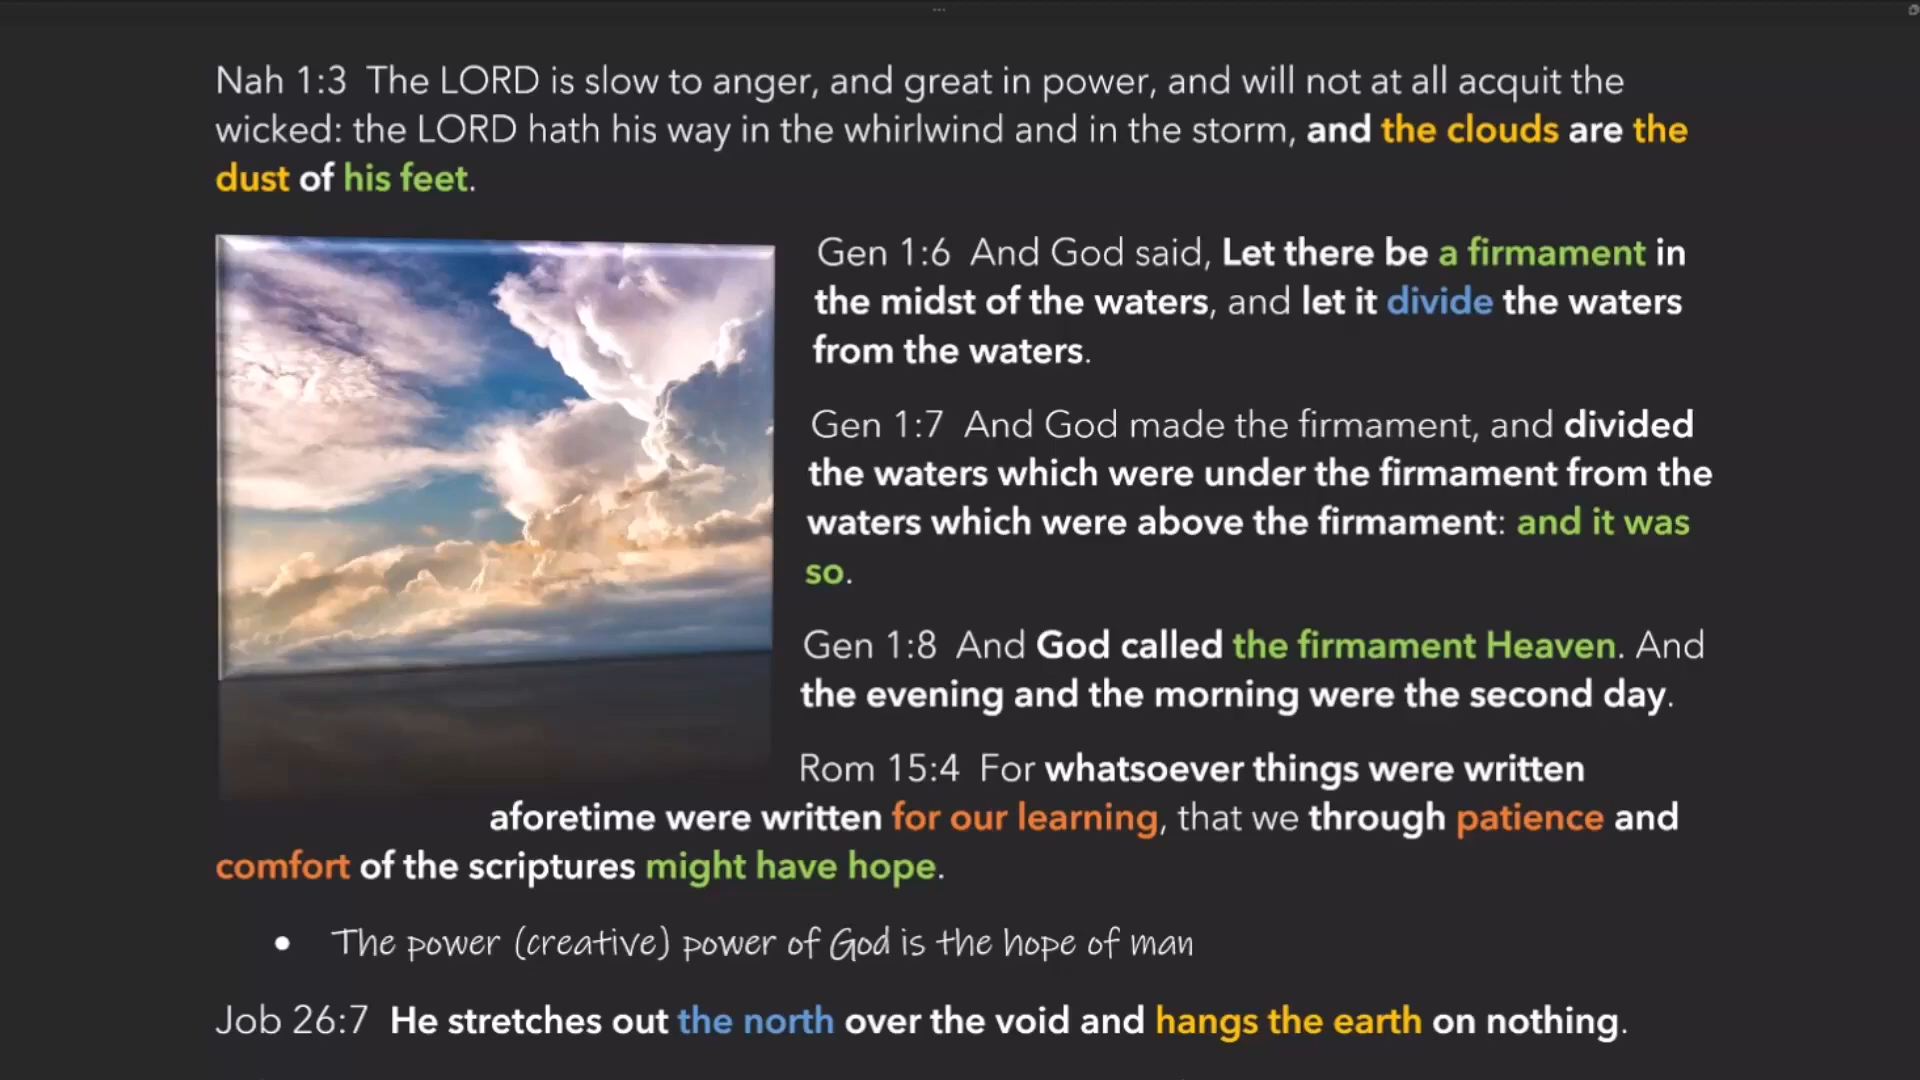 Nah 1:3  The LORD is slow to anger, and great in power, and will not at all acquit the
wicked: the LORD hath his way in the whirlwind and in the storm, and the clouds are the
dust of his feet.
Gen 1:6  And God said, Let there be a firmament in
the midst of the waters, and let it divide the waters
from the waters.
Gen 1:7  And God made the firmament, and divided
the waters which were under the firmament from the
waters which were above the firmament: and it was
so.
Gen 1:8  And God called the firmament Heaven. And
the evening and the morning were the second day.
Rom 15:4  For whatsoever things were written
aforetime were written for our learning, that we through patience and
comfort of the scriptures might have hope.
• The power (creative) power of God is the hope of man
Job 26:7  He stretches out the north over the void and hangs the earth on nothing.